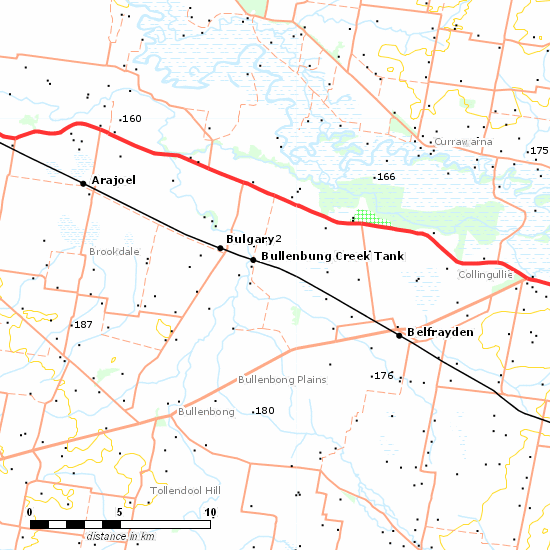 160
Currawarna
175
166
Arajoel
Bulgary2
Brookdale
Bullenbung Creek Tank
Collingullie
187
Belfrayden
176
Bullenbong Plains
180
Bullenbong
Tollendool Hill
0 5 10
distance in km.